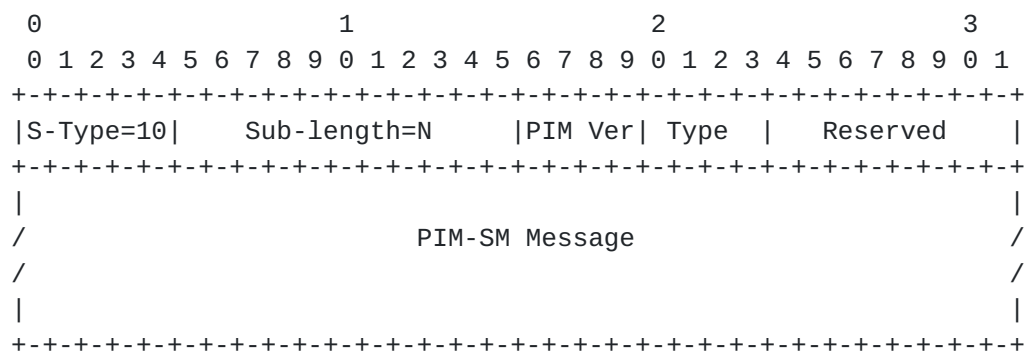 0                   1                   2                   3
 0 1 2 3 4 5 6 7 8 9 0 1 2 3 4 5 6 7 8 9 0 1 2 3 4 5 6 7 8 9 0 1
+-+-+-+-+-+-+-+-+-+-+-+-+-+-+-+-+-+-+-+-+-+-+-+-+-+-+-+-+-+-+-+-+
|S-Type=10|    Sub-length=N     |PIM Ver| Type  |   Reserved    |
+-+-+-+-+-+-+-+-+-+-+-+-+-+-+-+-+-+-+-+-+-+-+-+-+-+-+-+-+-+-+-+-+
|                                                               |
/                         PIM-SM Message                        /
/                                                               /
|                                                               |
+-+-+-+-+-+-+-+-+-+-+-+-+-+-+-+-+-+-+-+-+-+-+-+-+-+-+-+-+-+-+-+-+